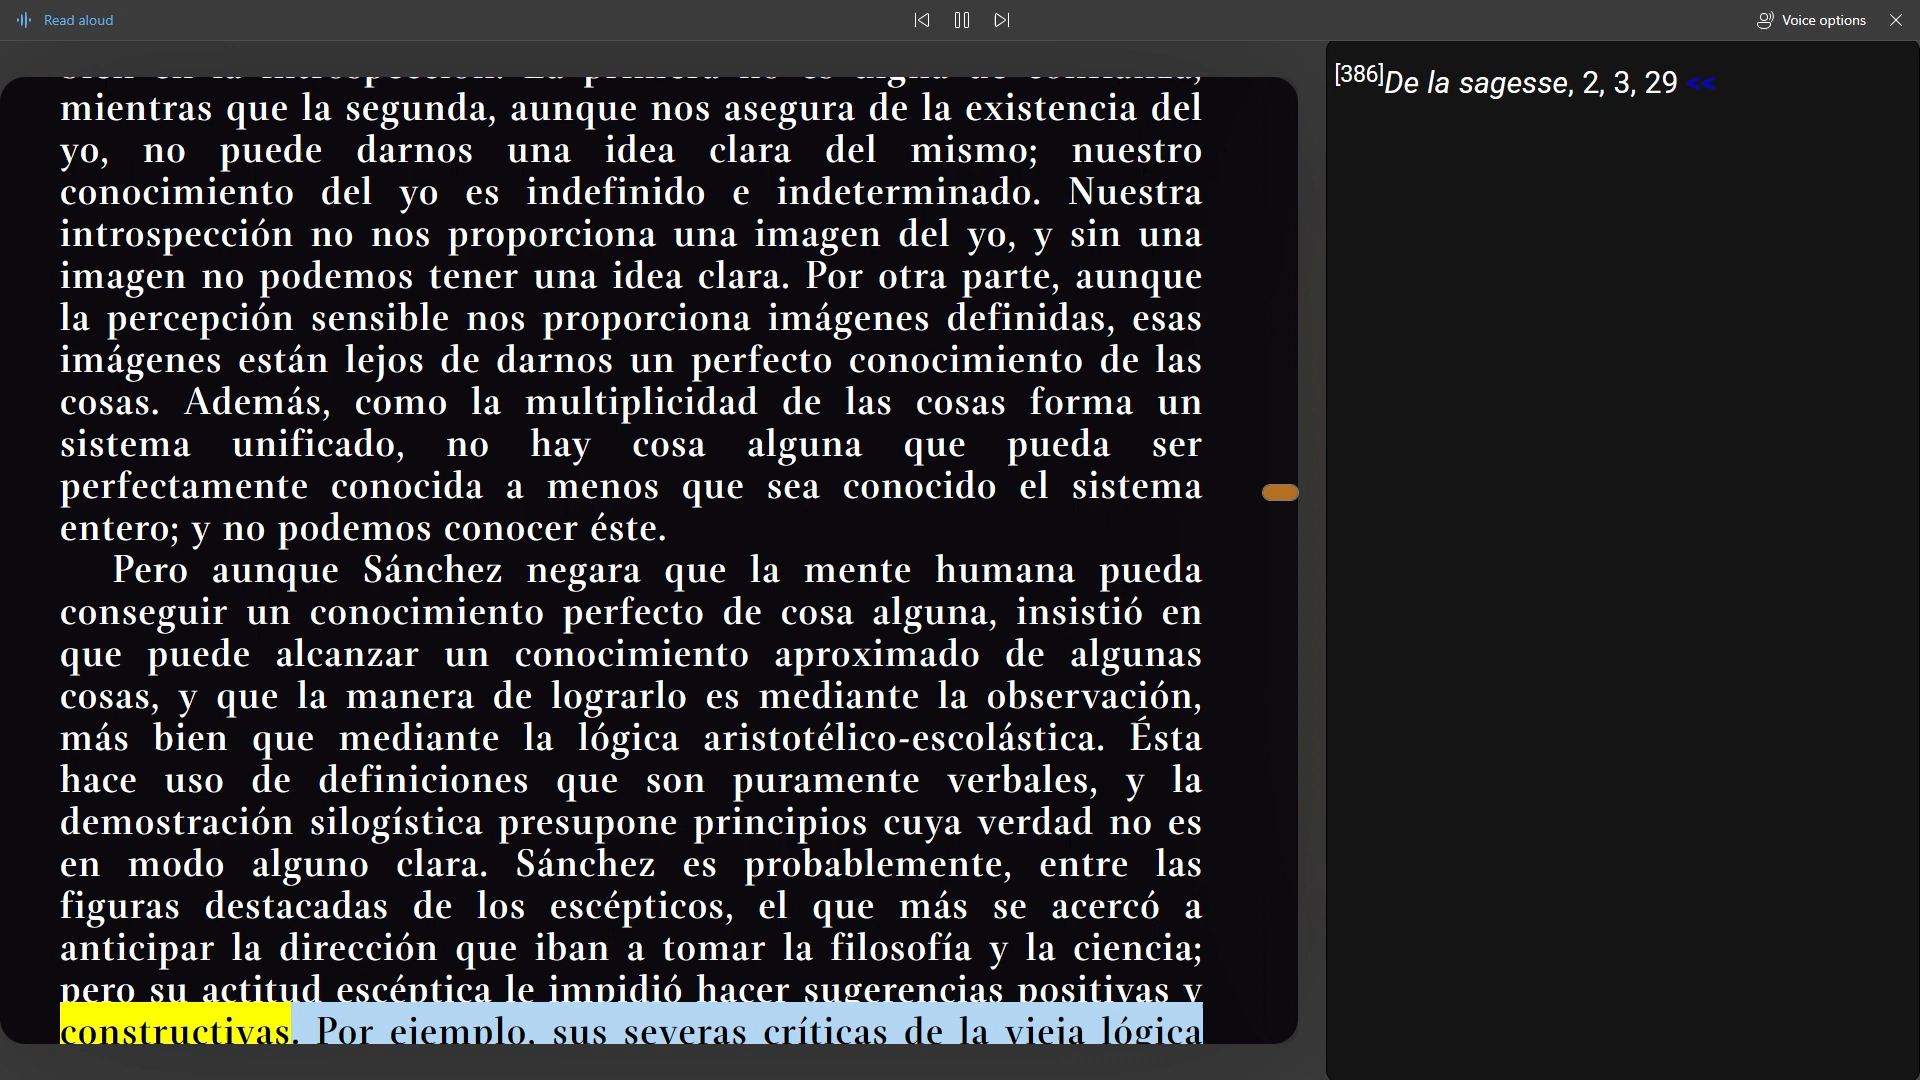 Read aloud
Voice options
bien en la introspección. La primera no es digna de confianza,
mientras que la segunda, aunque nos asegura de la existencia del
yo, no puede darnos una idea clara del mismo; nuestro
conocimiento del yo es indefinido e indeterminado. Nuestra
introspección no nos proporciona una imagen del yo, y sin una
imagen no podemos tener una idea clara. Por otra parte, aunque
la percepción sensible nos proporciona imágenes definidas, esas
imágenes están lejos de darnos un perfecto conocimiento de las
cosas. Además, como la multiplicidad de las cosas forma un
sistema unificado, no hay cosa alguna que pueda ser
perfectamente conocida a menos que sea conocido el sistema
entero; y no podemos conocer éste.
Pero aunque Sánchez negara que la mente humana pueda
conseguir un conocimiento perfecto de cosa alguna, insistió en
que puede alcanzar un conocimiento aproximado de algunas
cosas, y que la manera de lograrlo es mediante la observación,
más bien que mediante la lógica aristotélico-escolástica. Ésta
hace uso de definiciones que son puramente verbales, y la
demostración silogística presupone principios cuya verdad no es
en modo alguno clara. Sánchez es probablemente, entre las
figuras destacadas de los escépticos, el que más se acercó a
anticipar la dirección que iban a tomar la filosofía y la ciencia;
pero su actitud escéptica le impidió hacer sugerencias positivas y
constructivas. Por ejemplo, sus severas críticas de la vieja lógica
[386]De la sagesse, 2, 3, 29 <<